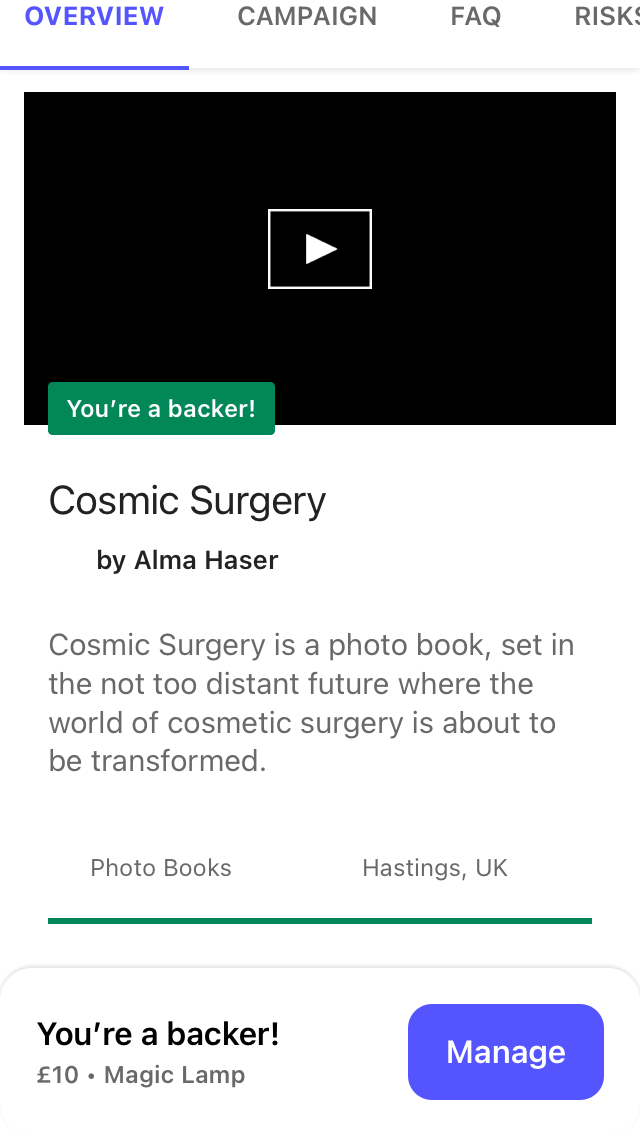 OVERVIEW CAMPAIGN FAQ RISKS
You’re a backer!
Cosmic Surgery
by Alma Haser
Cosmic Surgery is a photo book, set in
the not too distant future where the
world of cosmetic surgery is about to
be transformed.
Photo Books Hastings, UK
You’re a backer!
£10 • Magic Lamp
Manage